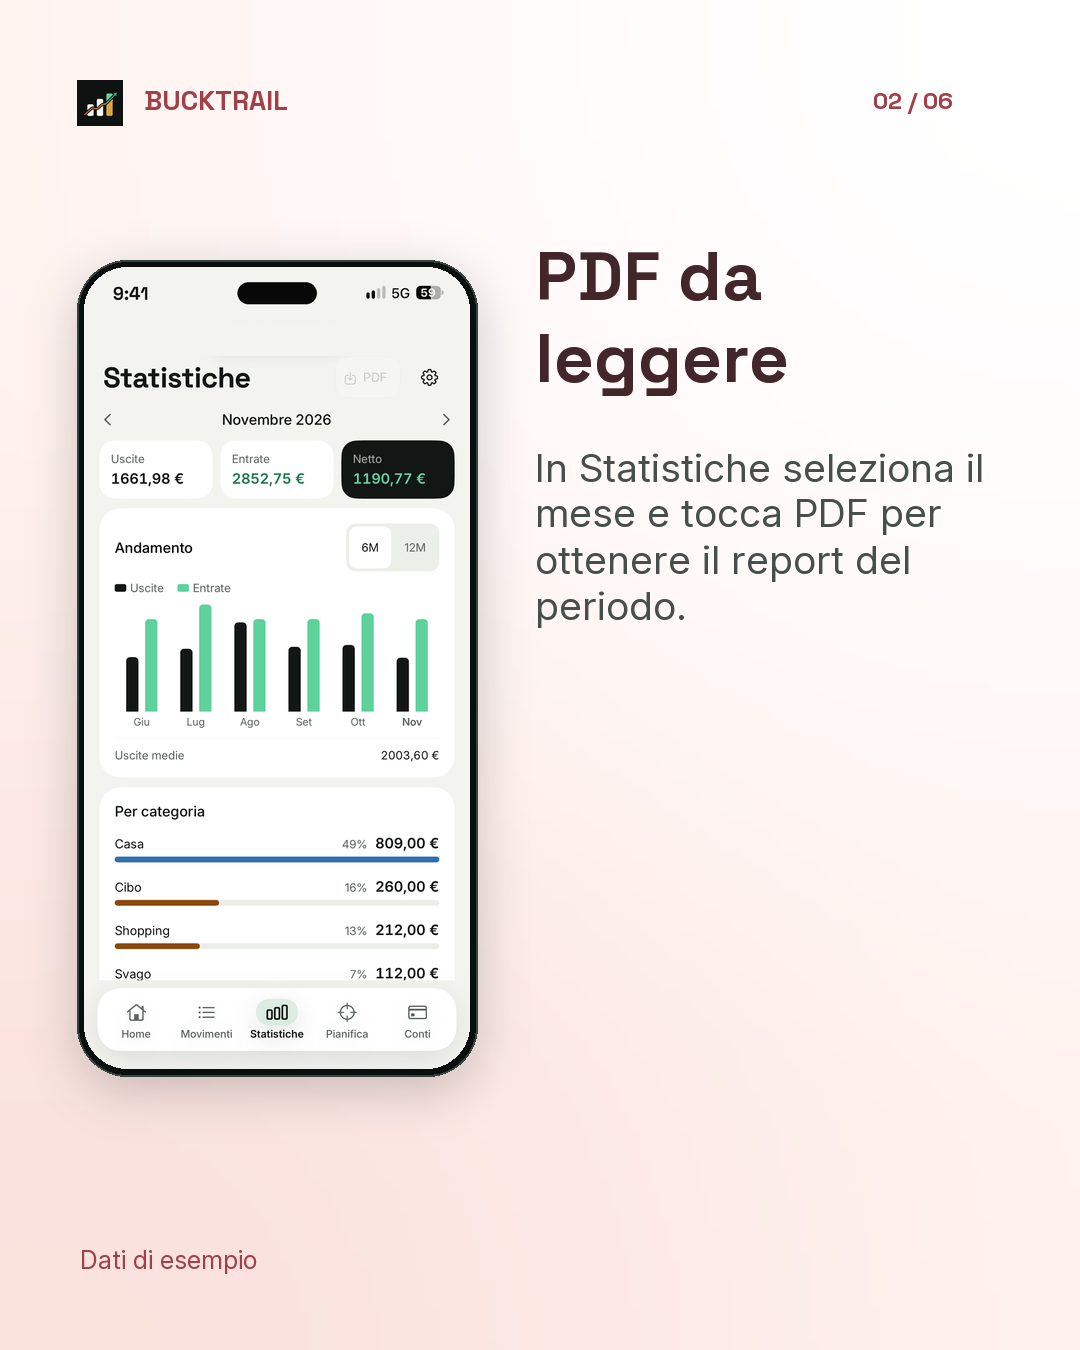 BUCKTRAIL
02 / 06
PDF da
leggere
In Statistiche seleziona il
mese e tocca PDF per
ottenere il report del
periodo.
9:41
5G
59
Statistiche
PDF
Novembre 2026
Uscite
1661,98 €
Entrate
2852,75 €
Netto
1190,77 €
Andamento
6M
12M
Uscite
Entrate
Giu
Lug
Ago
Set
Ott
Nov
Uscite medie
2003,60 €
Per categoria
Casa
49%
809,00 €
Cibo
16%
260,00 €
Shopping
13%
212,00 €
Svago
7%
112,00 €
Home
Movimenti
Statistiche
Pianifica
Conti
Dati di esempio